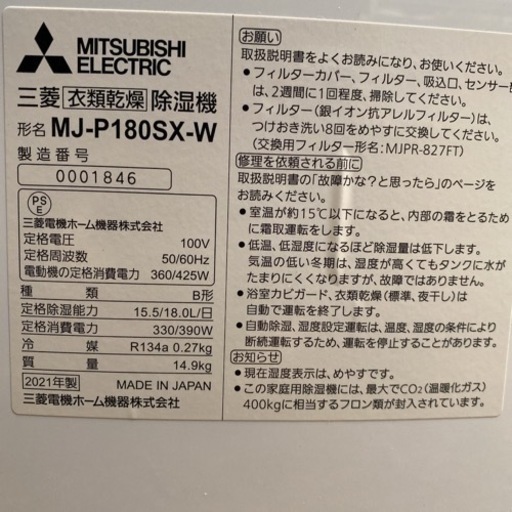 MITSUBISHI
ELECTRIC
三菱 衣類乾燥 除湿機
形名 MJ-P180SX-W
製造番号
0001846
PS
E
三菱電機ホーム機器株式会社
定格電圧 100V
定格周波数 50/60Hz
電動機の定格消費電力 360/425W
種類 B形
定格除湿能力 15.5/18.0L/日
定格消費電力 330/390W
冷媒 R134a 0.27kg
質量 14.9kg
2021年製 MADE IN JAPAN
三菱電機ホーム機器株式会社
お願い
取扱説明書をよくお読みになり、お使いください。
●フィルターカバー、フィルター、吸込口、センサー
は、2週間に1回程度、掃除してください。
●フィルター(銀イオン抗アレルフィルター)は、
つけおき洗い8回をめやすに交換してください。
(交換用フィルター形名:MJPR-827FT)
修理を依頼される前に
取扱説明書の「故障かな?と思ったら」のページを
お読みください。
●室温が約15℃以下になると、内部の霜をとるため
に霜取運転をします。
●低温、低湿度になるほど除湿量は低下します。
気温の低い冬期は、湿度が高くてもタンクに水が
たまりにくくなりますが、故障ではありません。
●浴室カビガード、衣類乾燥(標準、夜干し)は
自動で運転を終了します。
●自動除湿、湿度設定運転は、温度、湿度の条件により
断続運転するため、運転を停止することがあります。
お知らせ
●現在湿度表示は、めやすです。
●この家庭用除湿機には、最大でCO2(温暖化ガス)
400kgに相当するフロン類が封入されています。